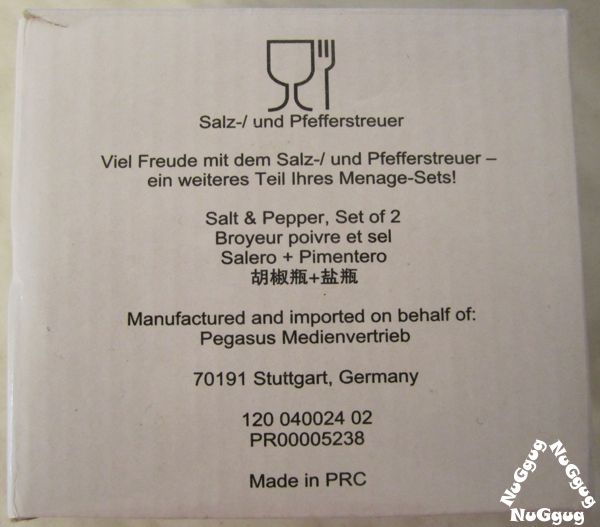 Salz-/ und Pfefferstreuer
Viel Freude mit dem Salz-/ und Pfefferstreuer –
ein weiteres Teil Ihres Menage-Sets!
Salt & Pepper, Set of 2
Broyeur poivre et sel
Salero + Pimentero
胡椒瓶+盐瓶
Manufactured and imported on behalf of:
Pegasus Medienvertrieb
70191 Stuttgart, Germany
120 040024 02
PR00005238
Made in PRC
NuGgug
NuGgug
NuGgug